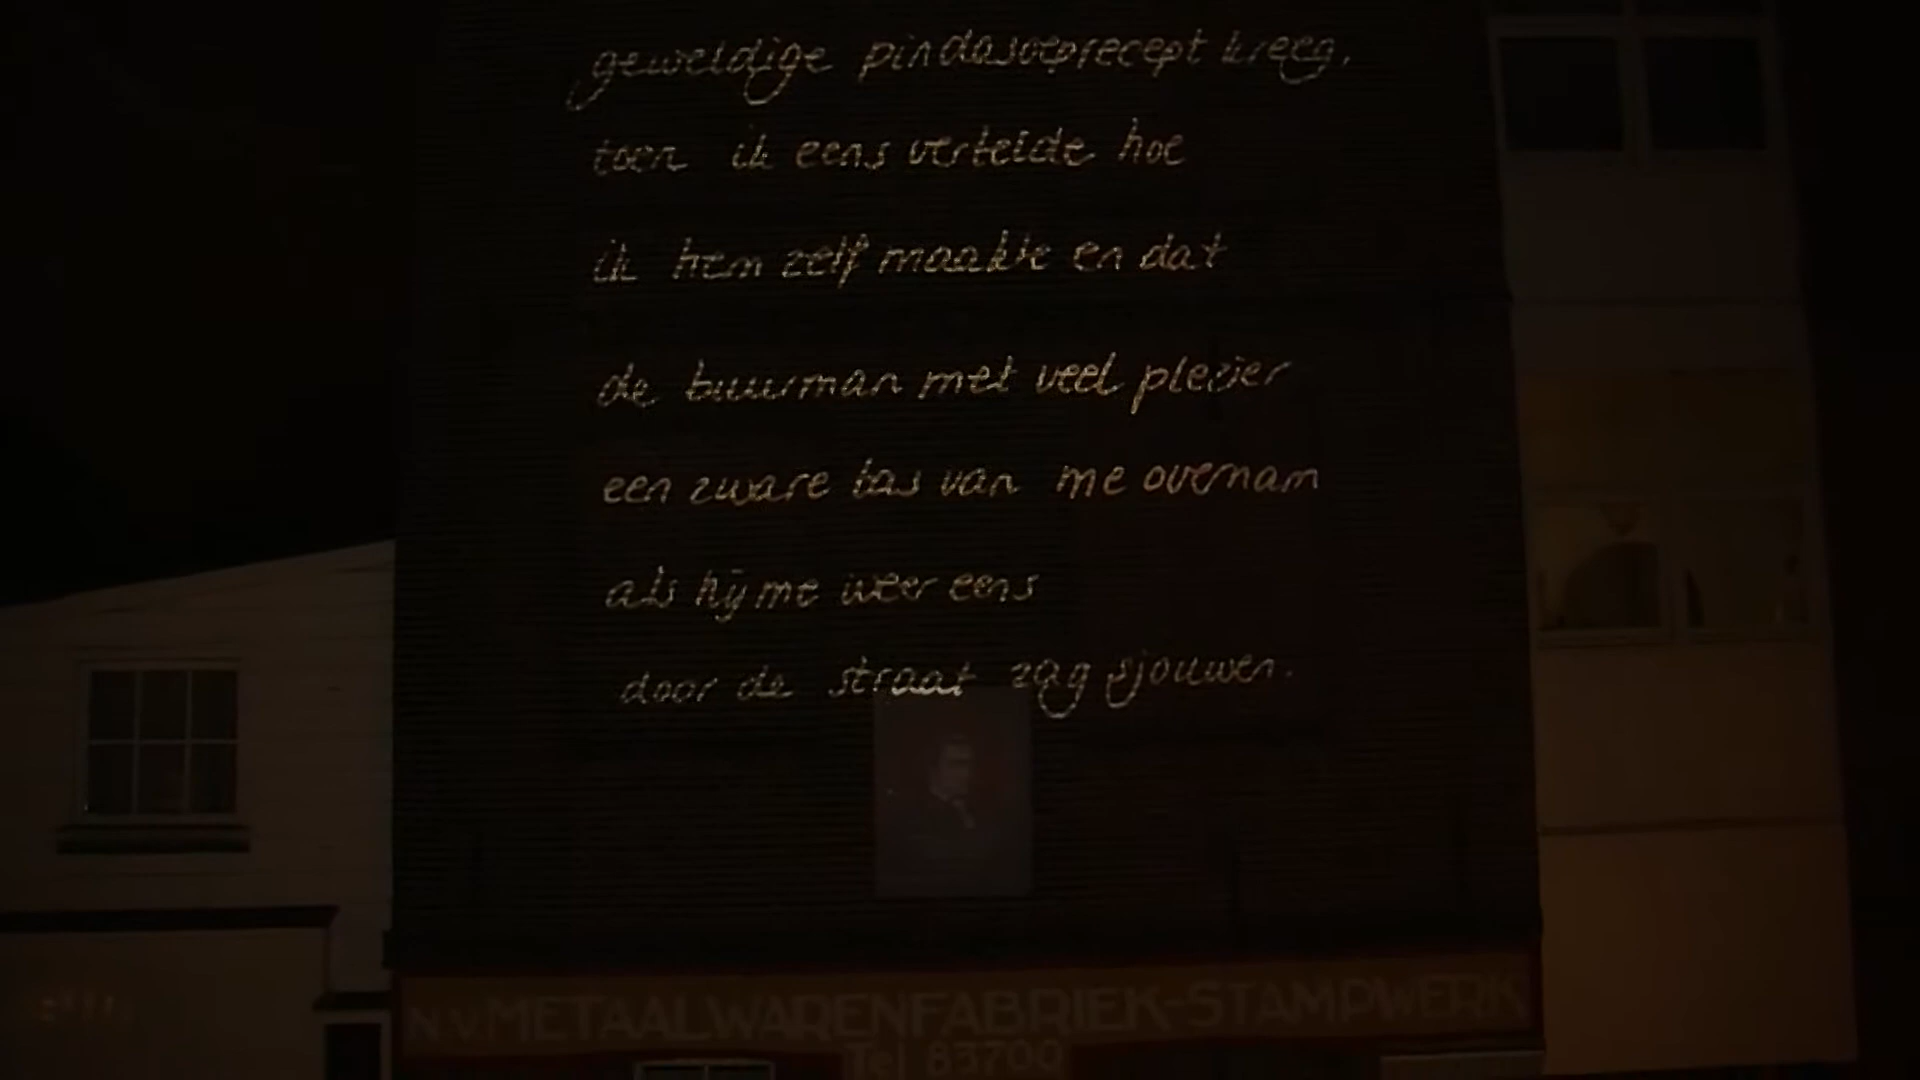 geweldige pindasoeprecept kreeg,
toen ik eens vertelde hoe
ik hem zelf maakte en dat
de buurman met veel plezier
een zware tas van me overnam
als hij me weer eens
door de straat zag sjouwen.
N.V. METAALWARENFABRIEK-STAMPWERK
Tel 83700